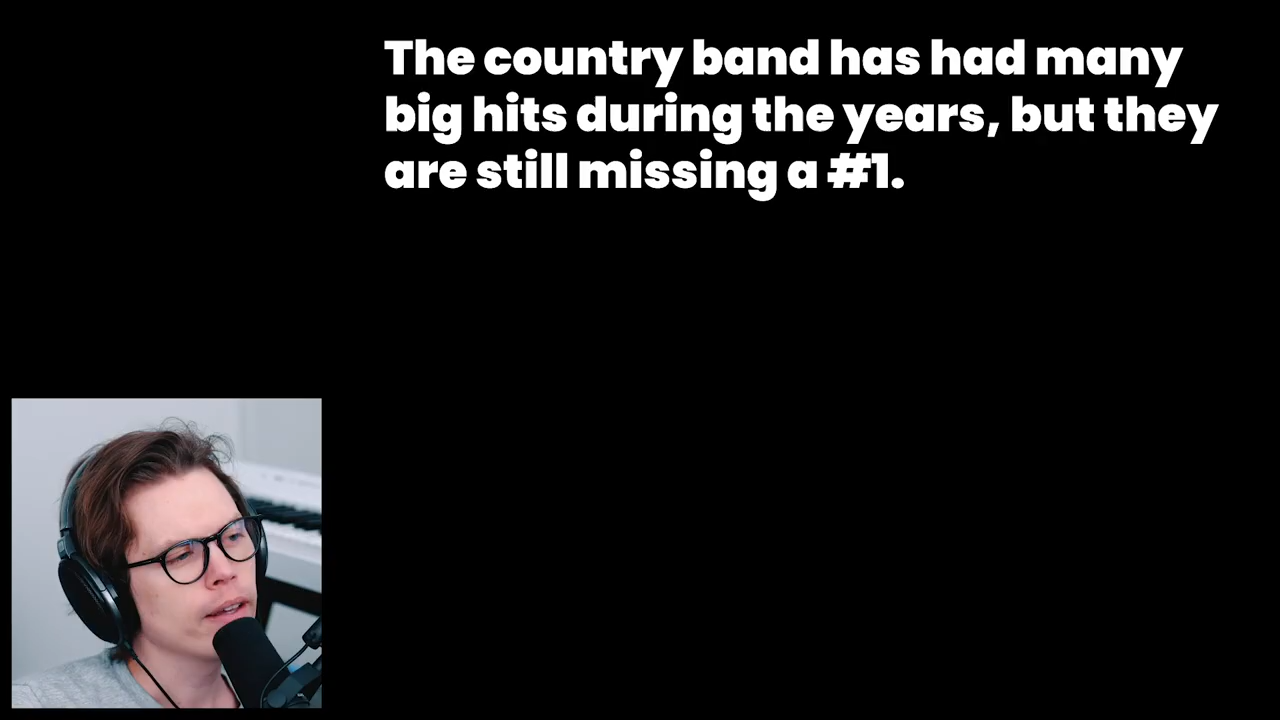 The country band has had many
big hits during the years, but they
are still missing a #1.